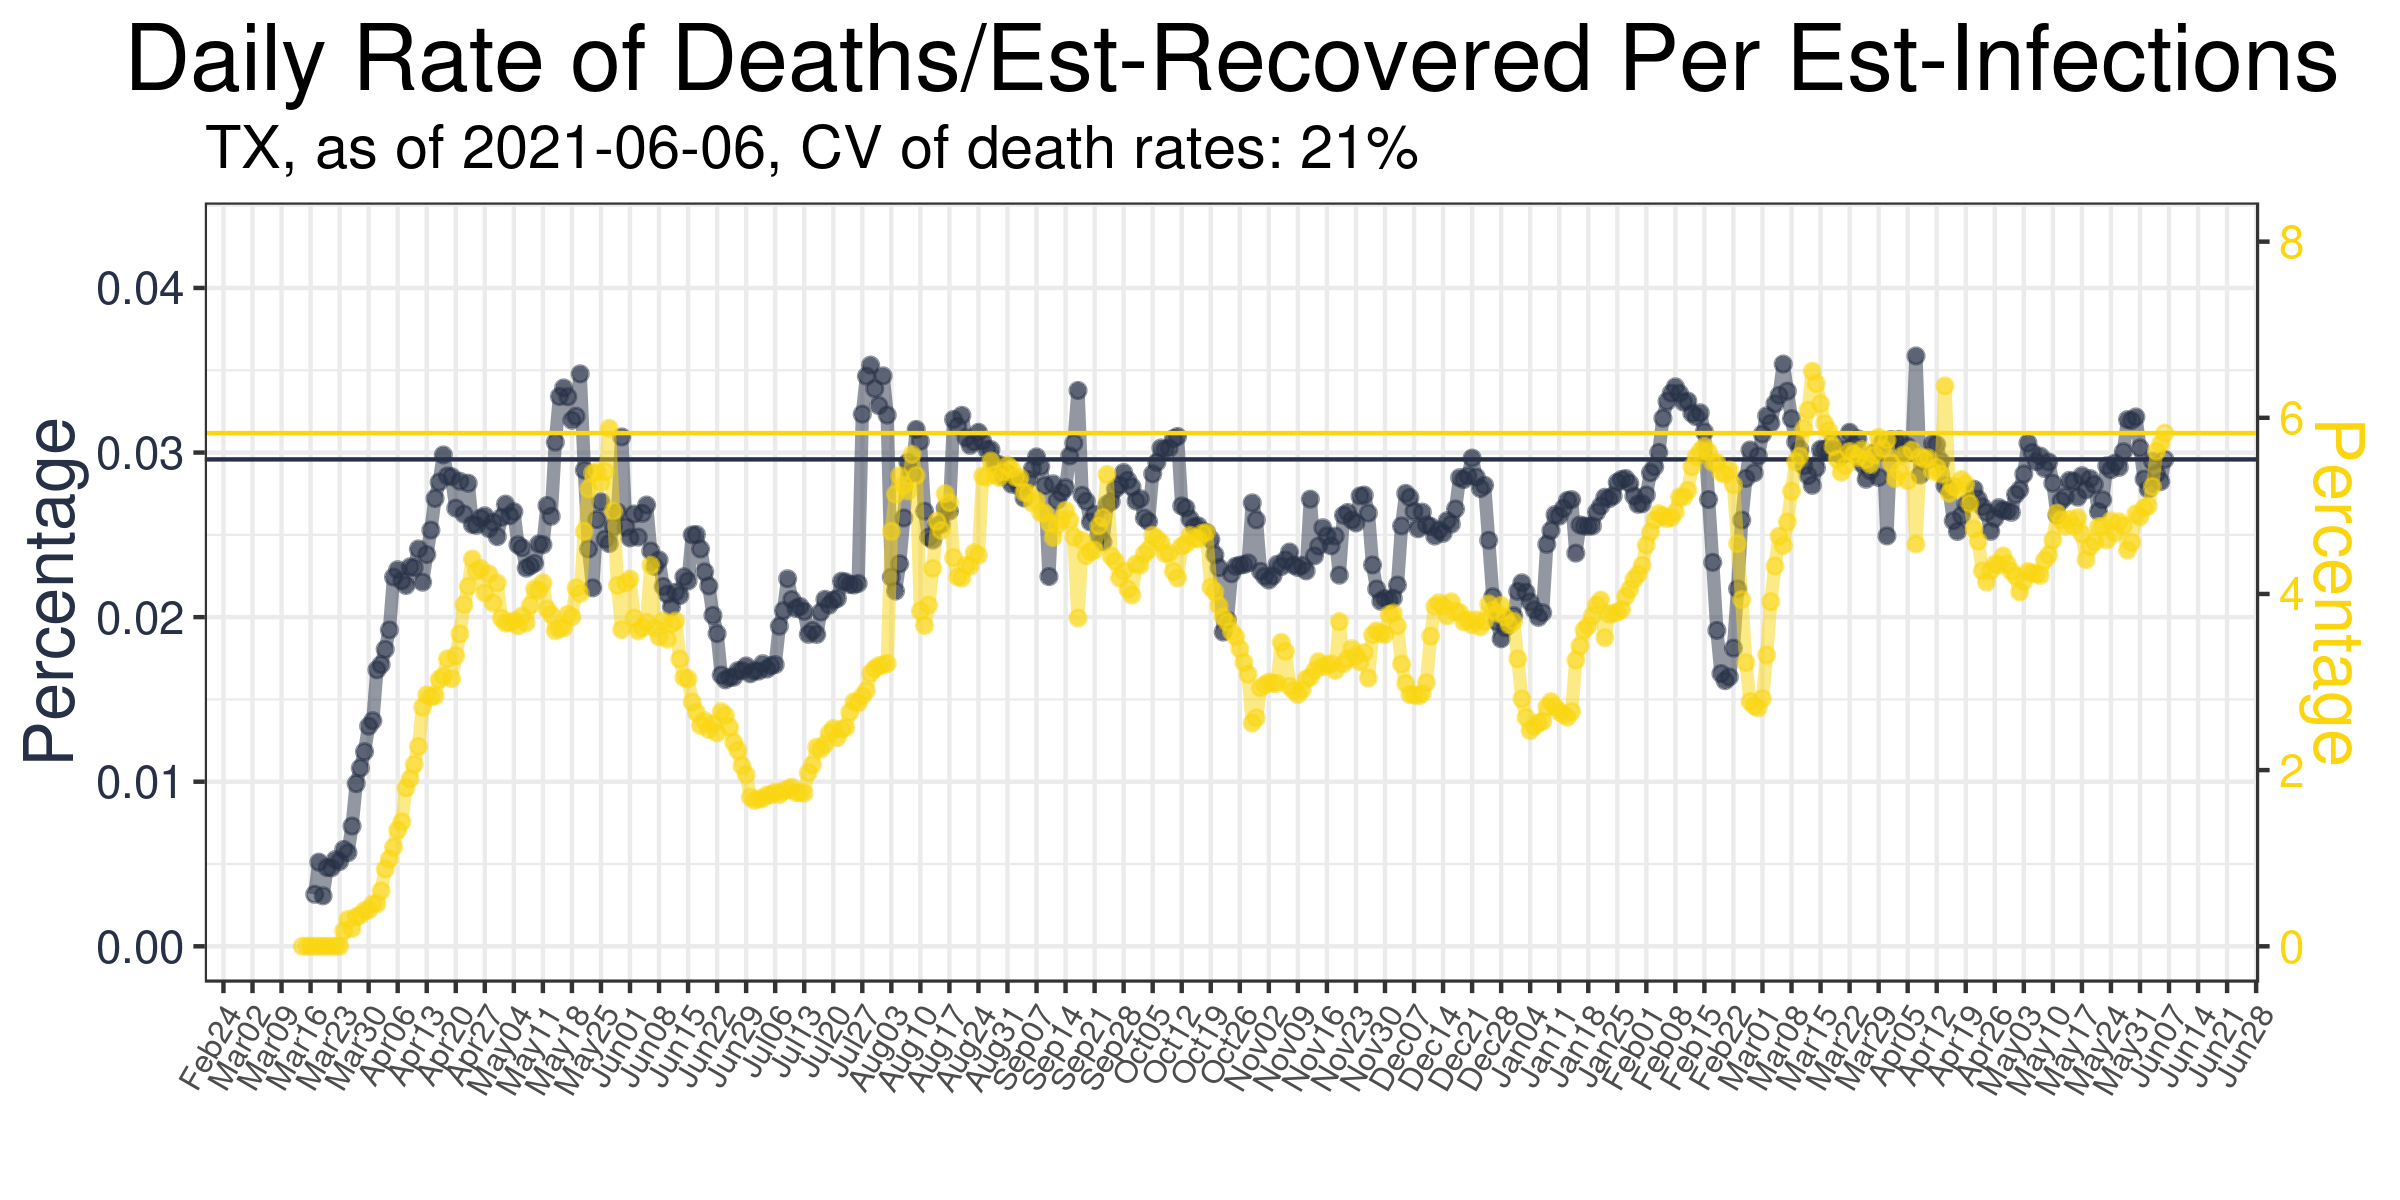 Daily Rate of Deaths/Est-Recovered Per Est-Infections
TX, as of 2021-06-06, CV of death rates: 21%
Percentage
0.04
0.03
0.02
0.01
0.00
8
6
4
2
0
Percentage
Feb24 Mar02 Mar09 Mar16 Mar23 Mar30 Apr06 Apr13 Apr20 Apr27 May04 May11 May18 May25 Jun01 Jun08 Jun15 Jun22 Jun29 Jul06 Jul13 Jul20 Jul27 Aug03 Aug10 Aug17 Aug24 Aug31 Sep07 Sep14 Sep21 Sep28 Oct05 Oct12 Oct19 Oct26 Nov02 Nov09 Nov16 Nov23 Nov30 Dec07 Dec14 Dec21 Dec28 Jan04 Jan11 Jan18 Jan25 Feb01 Feb08 Feb15 Feb22 Mar01 Mar08 Mar15 Mar22 Mar29 Apr05 Apr12 Apr19 Apr26 May03 May10 May17 May24 May31 Jun07 Jun14 Jun21 Jun28